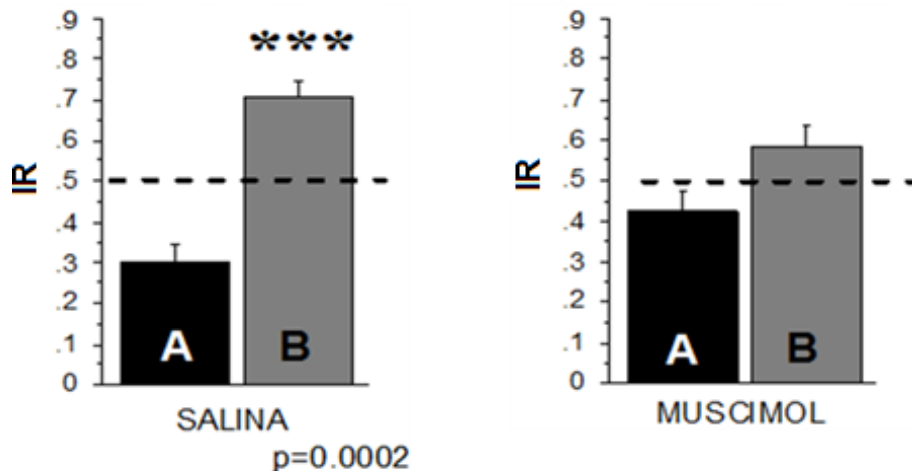 .9
.8
.7
.6
.5
.4
.3
.2
.1
0
IR
***
A
B
SALINA
p=0.0002
.9
.8
.7
.6
.5
.4
.3
.2
.1
0
IR
A
B
MUSCIMOL